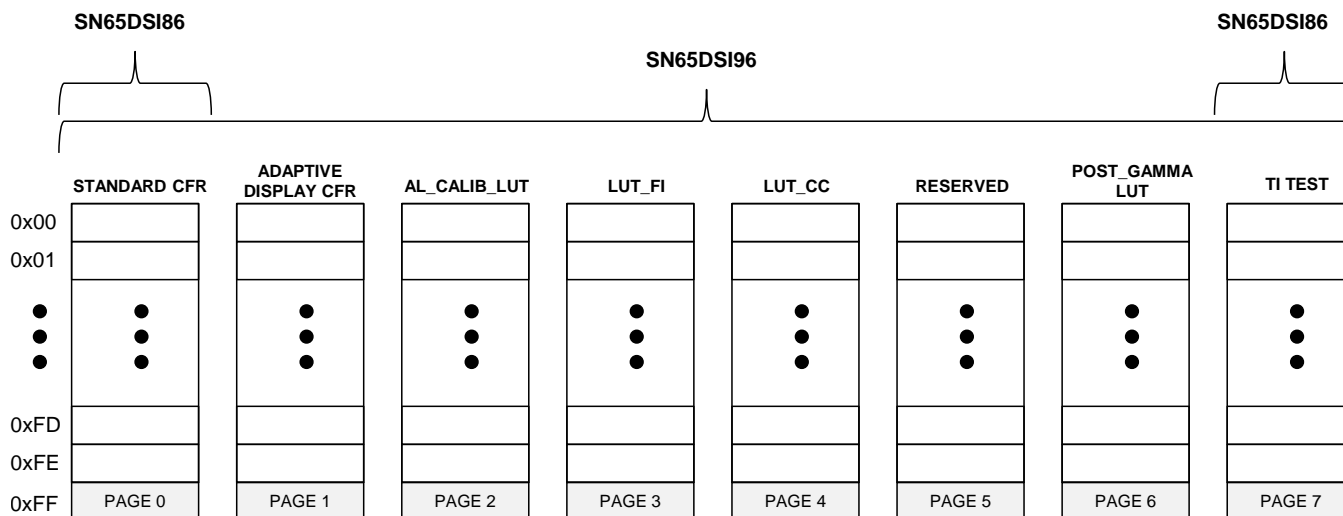 SN65DSI86
SN65DSI86
SN65DSI96
STANDARD CFR
ADAPTIVE
DISPLAY CFR
AL_CALIB_LUT
LUT_FI
LUT_CC
RESERVED
POST_GAMMA
LUT
TI TEST
0x00
0x01
0xFD
0xFE
0xFF
PAGE 0
PAGE 1
PAGE 2
PAGE 3
PAGE 4
PAGE 5
PAGE 6
PAGE 7